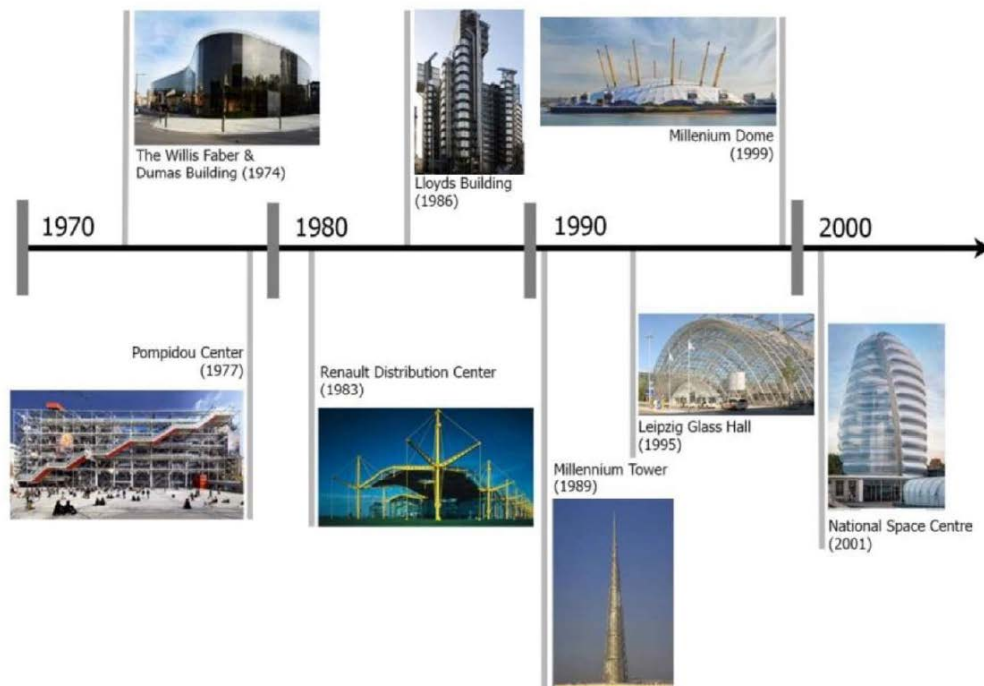 The Willis Faber &
Dumas Building (1974)
Lloyds Building
(1986)
Millenium Dome
(1999)
1970
1980
1990
2000
Pompidou Center
(1977)
Renault Distribution Center
(1983)
Millennium Tower
(1989)
Leipzig Glass Hall
(1995)
National Space Centre
(2001)